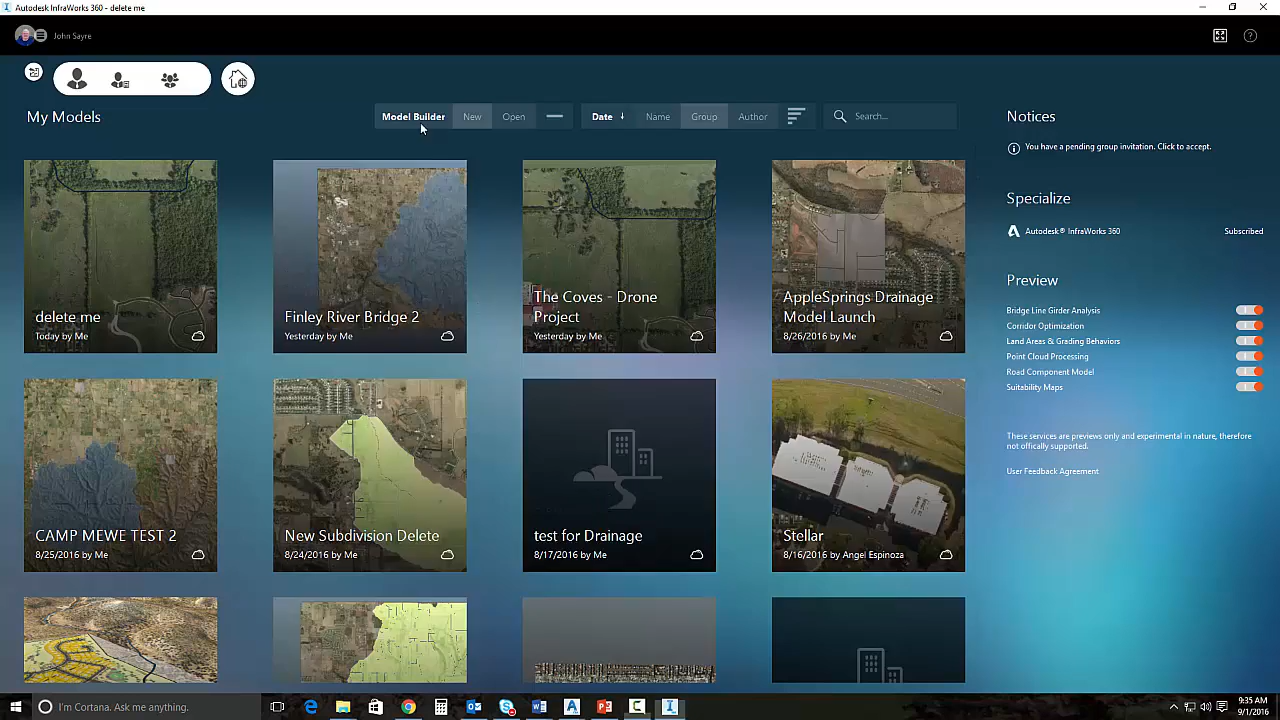 Autodesk InfraWorks 360 - delete me
John Sayre
My Models
Model Builder New Open Date ↓ Name Group Author Search...
Notices
You have a pending group invitation. Click to accept.
Specialize
Autodesk® InfraWorks 360 Subscribed
Preview
Bridge Line Girder Analysis
Corridor Optimization
Land Areas & Grading Behaviors
Point Cloud Processing
Road Component Model
Suitability Maps
These services are previews only and experimental in nature, therefore
not offically supported.
User Feedback Agreement
delete me
Today by Me
Finley River Bridge 2
Yesterday by Me
The Coves - Drone
Project
Yesterday by Me
AppleSprings Drainage
Model Launch
8/26/2016 by Me
CAMP MEWE TEST 2
8/25/2016 by Me
New Subdivision Delete
8/24/2016 by Me
test for Drainage
8/17/2016 by Me
Stellar
8/16/2016 by Angel Espinoza
I'm Cortana. Ask me anything.
9:35 AM
9/1/2016